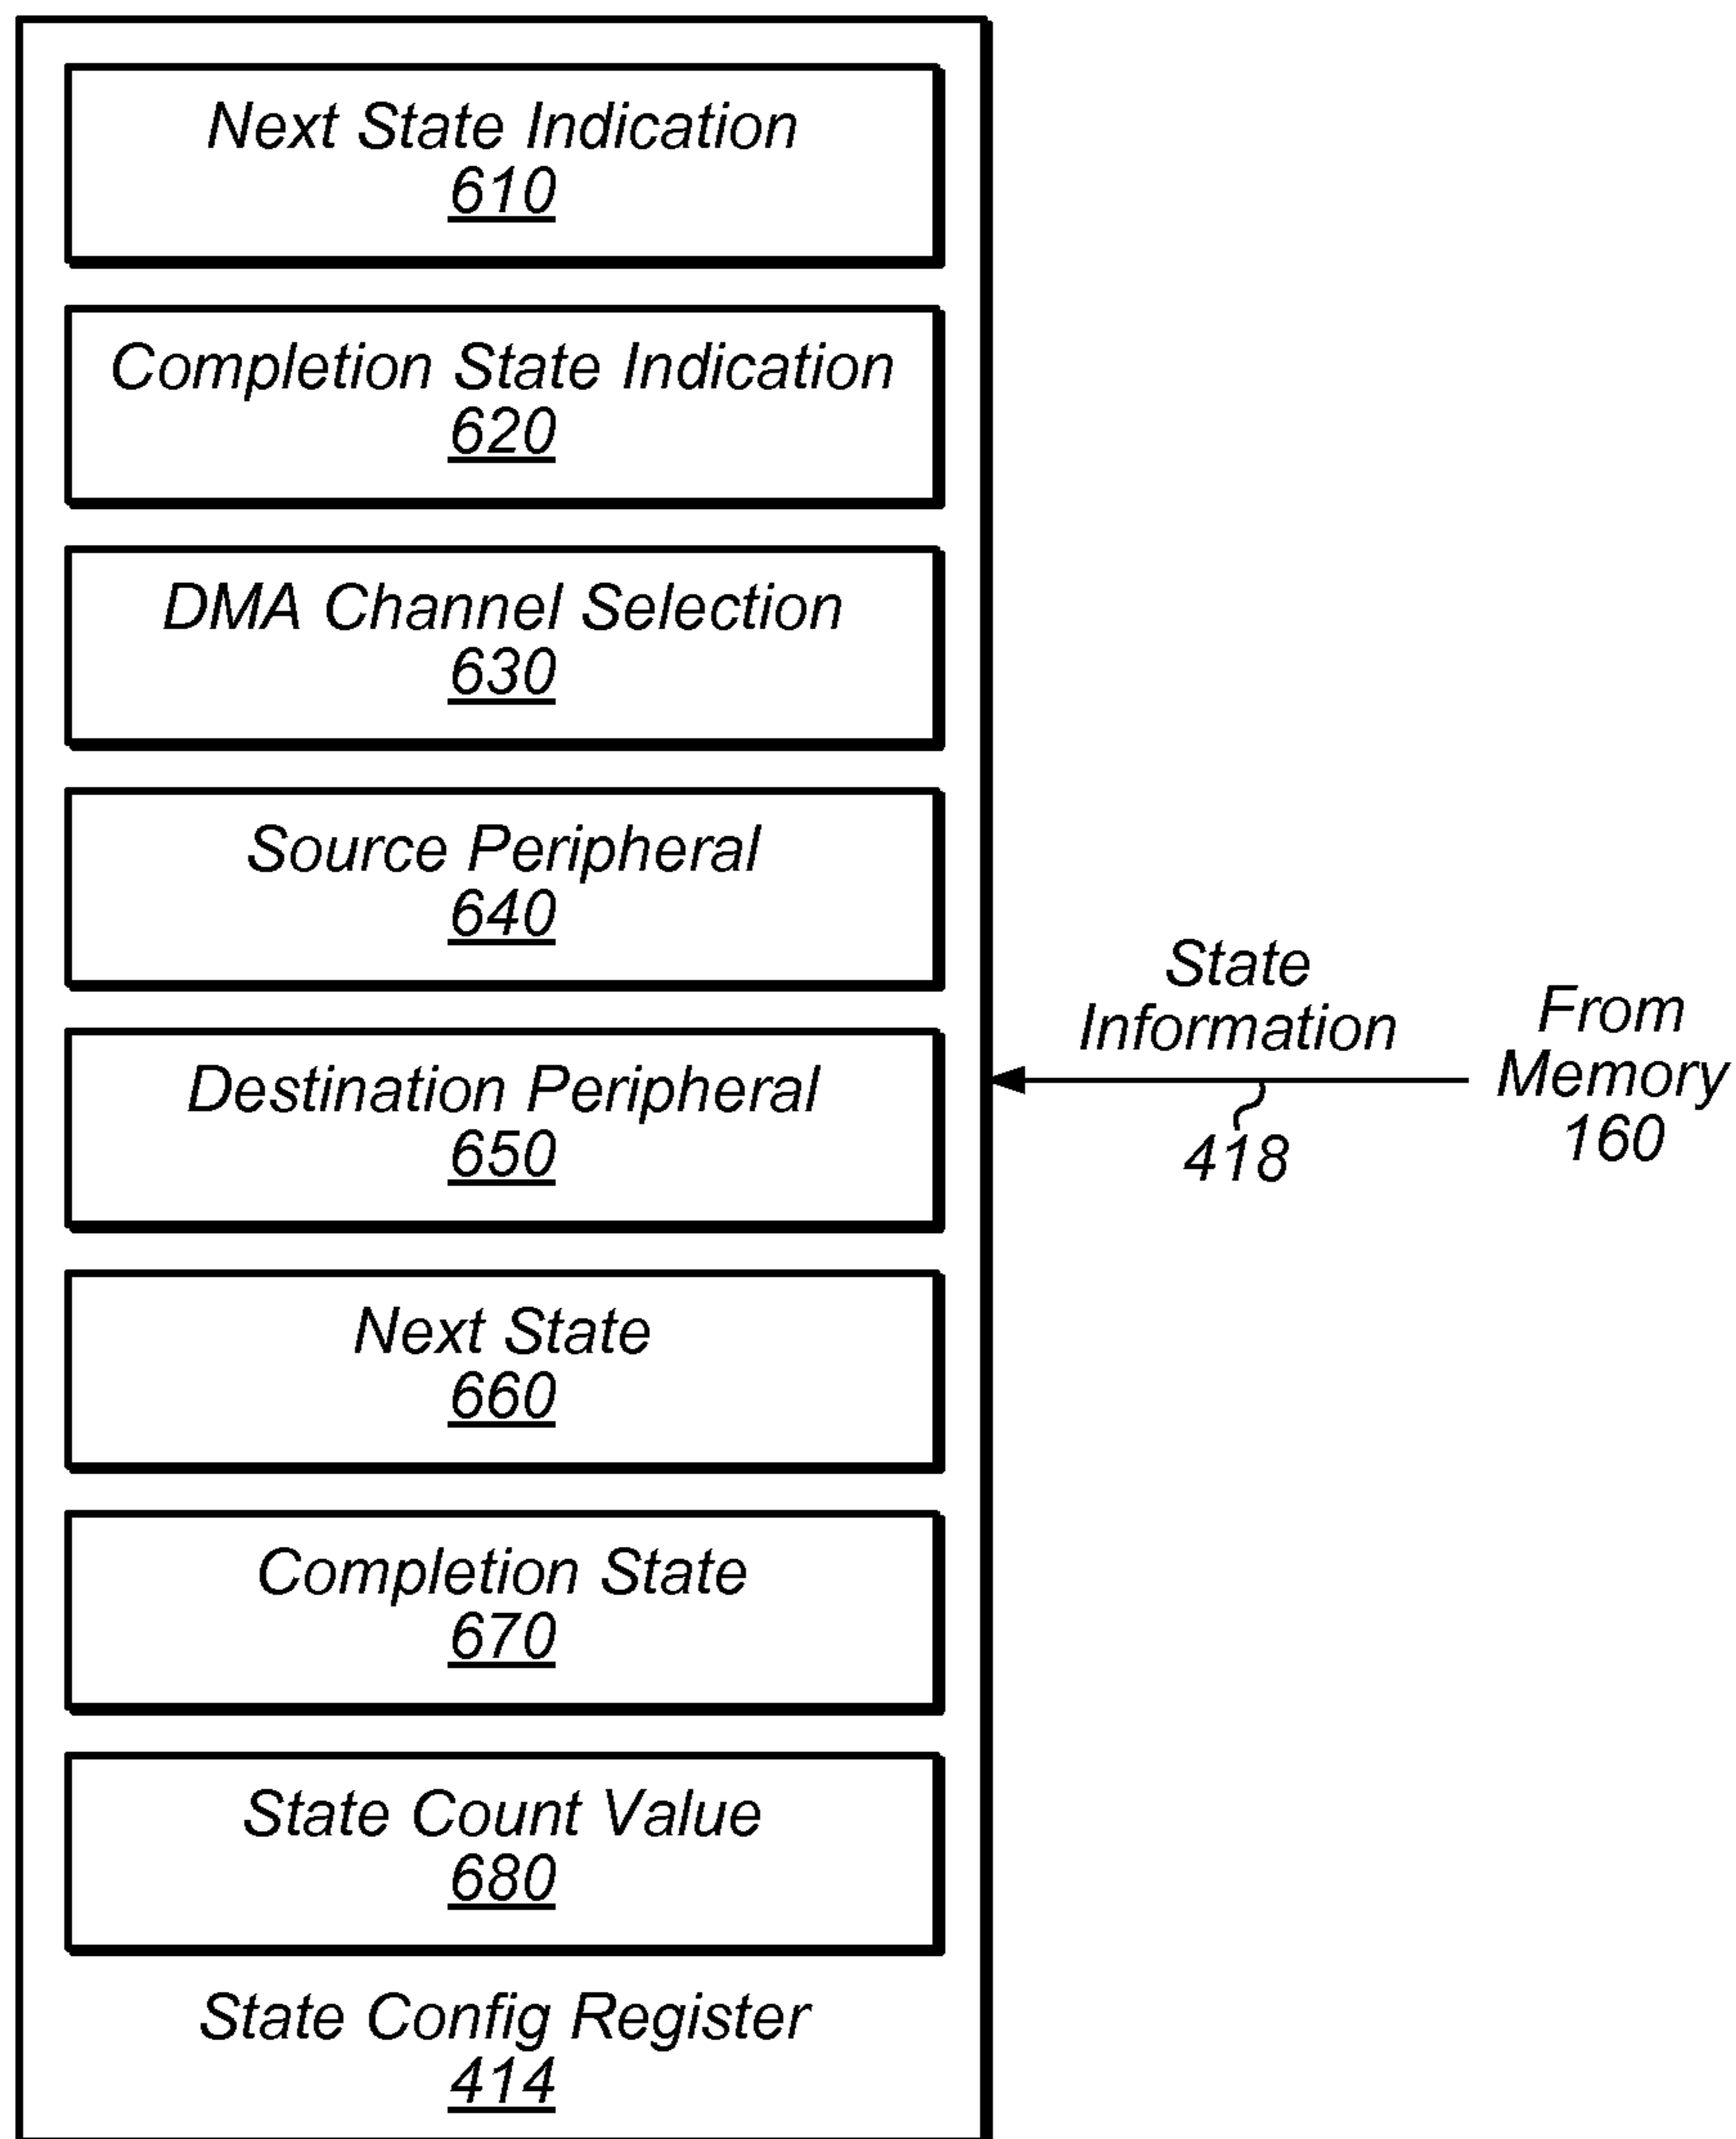 Next State Indication
610
Completion State Indication
620
DMA Channel Selection
630
Source Peripheral
640
Destination Peripheral
650
Next State
660
Completion State
670
State Count Value
680
State Config Register
414
State
Information
418
From
Memory
160